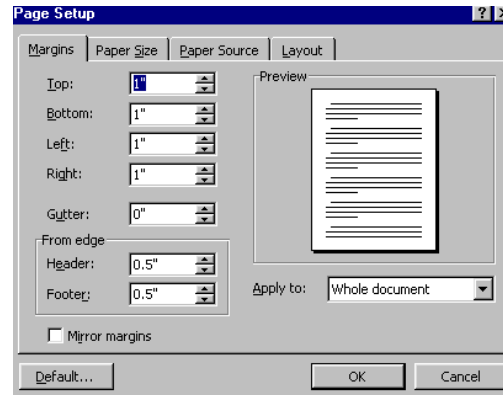 Page Setup
Margins Paper Size Paper Source Layout
Top: 1"
Bottom: 1"
Left: 1"
Right: 1"
Gutter: 0"
From edge
Header: 0.5"
Footer: 0.5"
Mirror margins
Preview
Apply to: Whole document
Default... OK Cancel